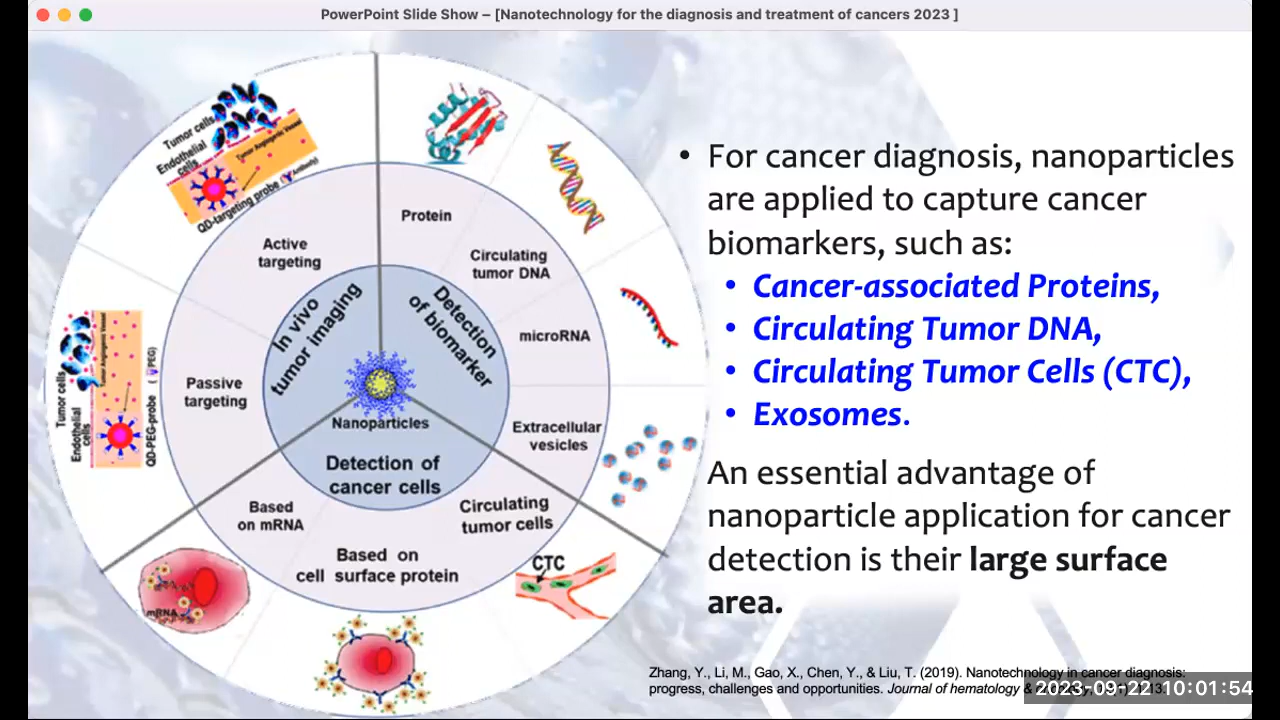 PowerPoint Slide Show – [Nanotechnology for the diagnosis and treatment of cancers 2023 ]
Tumor cells
Endothelial
cells
Tumor Angiogenic Vessel
QD-targeting probe ( Antibody)
Protein
Active
targeting
Circulating
tumor DNA
In vivo
tumor imaging
Detection
of biomarker
microRNA
Tumor cells
Endothelial
cells
Tumor Angiogenic Vessel
QD-PEG-probe ( PEG)
Passive
targeting
Nanoparticles
Extracellular
vesicles
Detection of
cancer cells
Based
on mRNA
Circulating
tumor cells
Based on
cell surface protein
CTC
mRNA
• For cancer diagnosis, nanoparticles
are applied to capture cancer
biomarkers, such as:
• Cancer-associated Proteins,
• Circulating Tumor DNA,
• Circulating Tumor Cells (CTC),
• Exosomes.
An essential advantage of
nanoparticle application for cancer
detection is their large surface
area.
Zhang, Y., Li, M., Gao, X., Chen, Y., & Liu, T. (2019). Nanotechnology in cancer diagnosis:
progress, challenges and opportunities. Journal of hematology &
2023-09-22 10:01:54